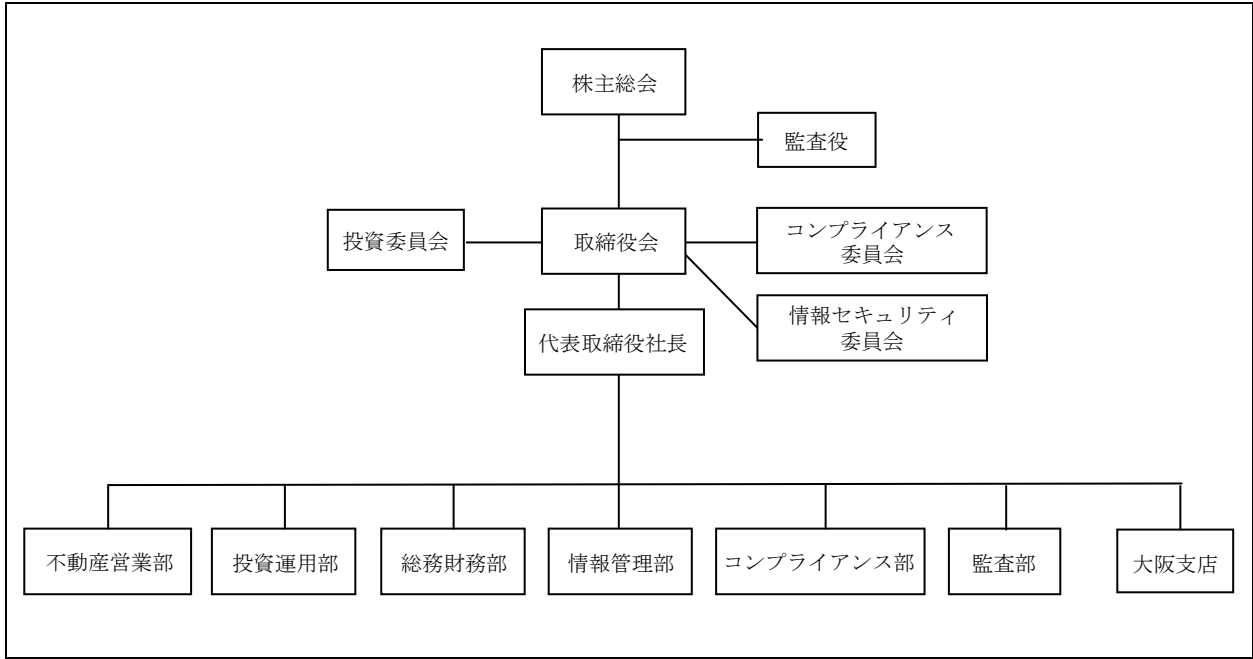 株主総会
監査役
投資委員会
取締役会
コンプライアンス
委員会
情報セキュリティ
委員会
代表取締役社長
不動産営業部
投資運用部
総務財務部
情報管理部
コンプライアンス部
監査部
大阪支店